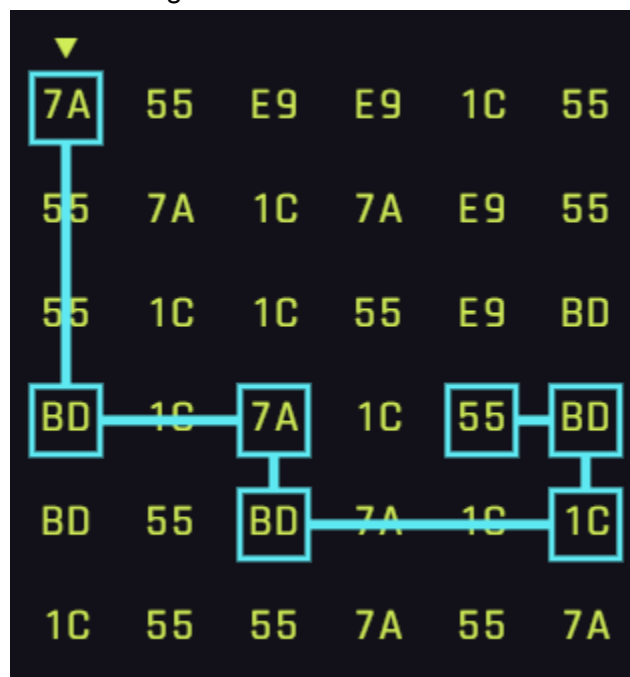 7A 55 E9 E9 1C 55
55 7A 1C 7A E9 55
55 1C 1C 55 E9 BD
BD 1C 7A 1C 55 BD
BD 55 BD 7A 1C 1C
1C 55 55 7A 55 7A